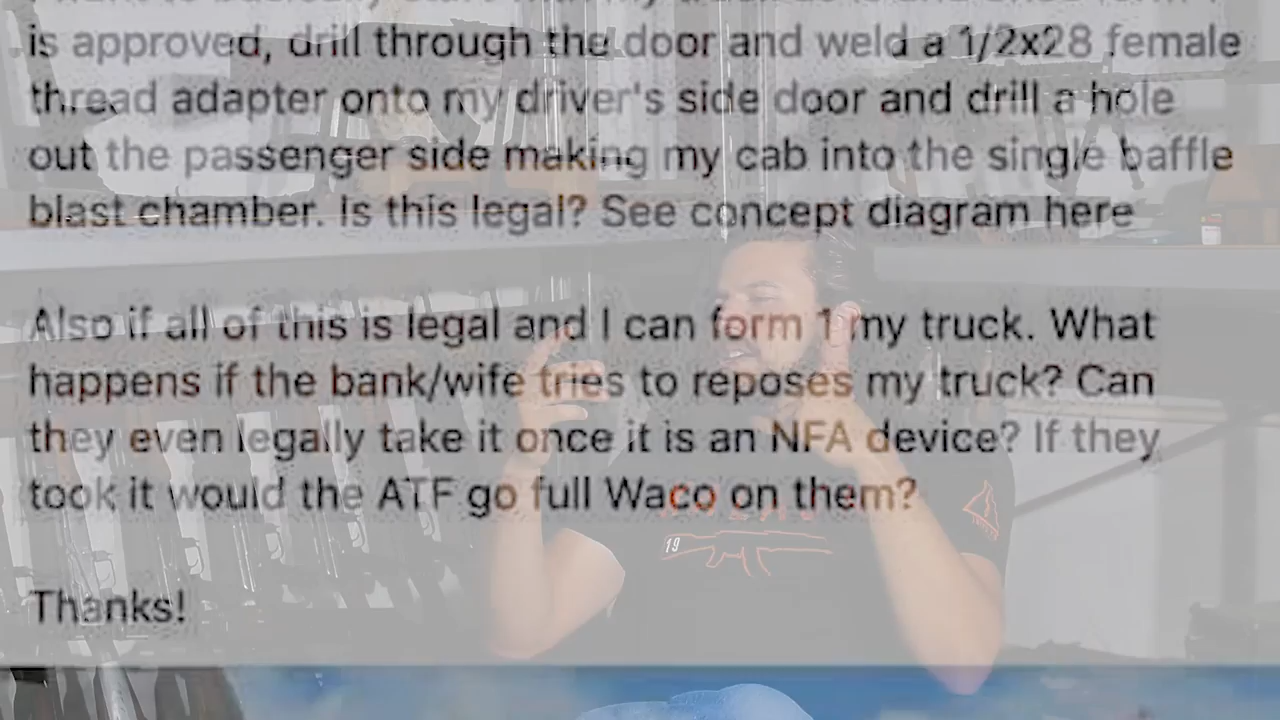 is approved, drill through the door and weld a 1/2x28 female
thread adapter onto my driver's side door and drill a hole
out the passenger side making my cab into the single baffle
blast chamber. Is this legal? See concept diagram here
Also if all of this is legal and I can form 1 my truck. What
happens if the bank/wife tries to reposes my truck? Can
they even legally take it once it is an NFA device? If they
took it would the ATF go full Waco on them?
19
Thanks!